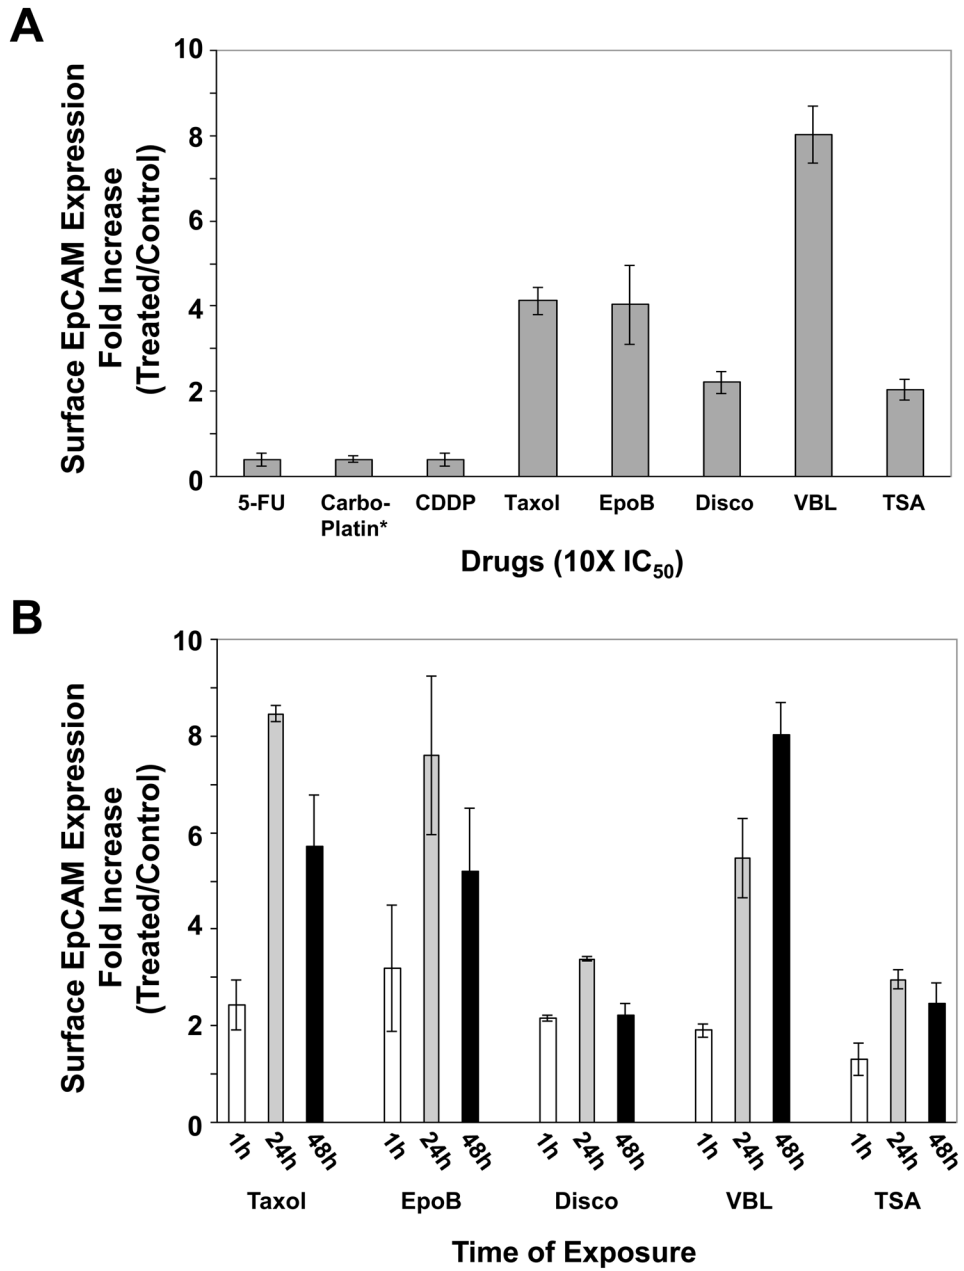 A
Surface EpCAM Expression
Fold Increase
(Treated/Control)
10
8
6
4
2
0
5-FU Carbo- CDDP Taxol EpoB Disco VBL TSA
Platin*
Drugs (10X IC50)
B
Surface EpCAM Expression
Fold Increase
(Treated/Control)
10
8
6
4
2
0
1h 24h 48h 1h 24h 48h 1h 24h 48h 1h 24h 48h 1h 24h 48h
Taxol EpoB Disco VBL TSA
Time of Exposure